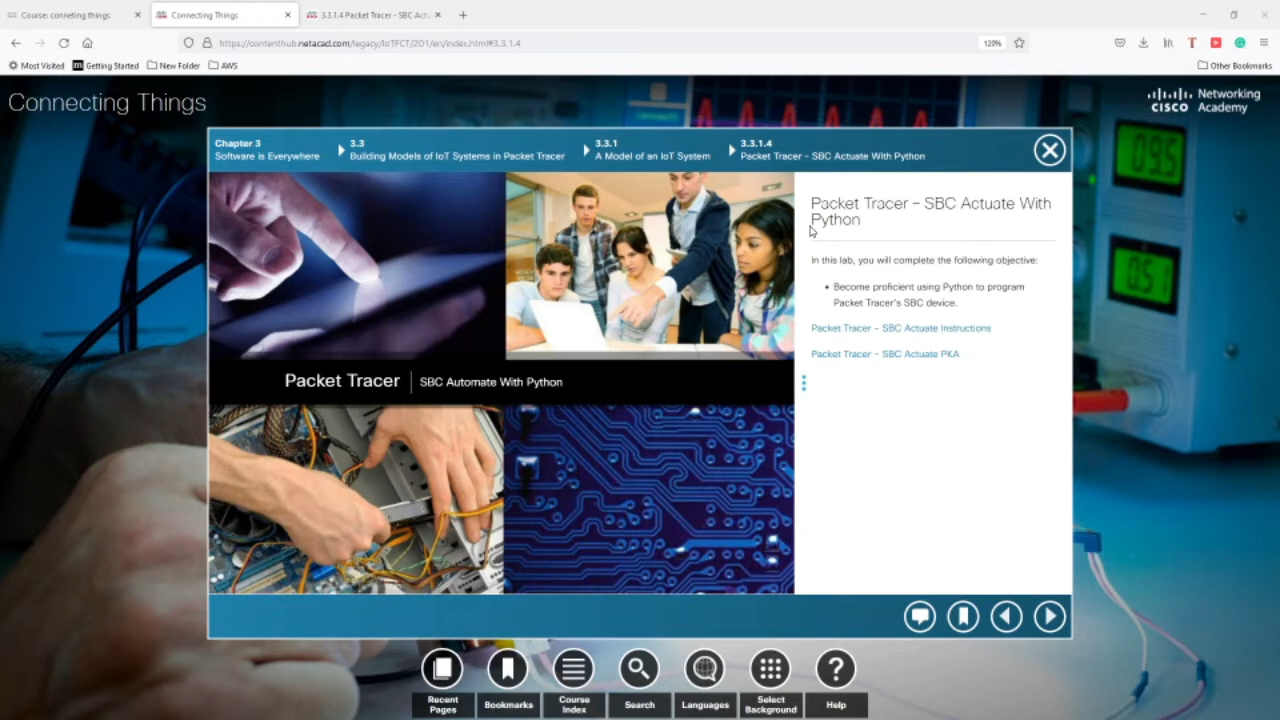 Course: conneting things
Connecting Things
3.3.1.4 Packet Tracer - SBC Actu
https://contenthub.netacad.com/legacy/IoTFCT/201/en/index.html#3.3.1.4
120%
Most Visited
Getting Started
New Folder
AWS
Other Bookmarks
Connecting Things
CISCO
Networking
Academy
Chapter 3
Software is Everywhere
3.3
Building Models of IoT Systems in Packet Tracer
3.3.1
A Model of an IoT System
3.3.1.4
Packet Tracer – SBC Actuate With Python
Packet Tracer
SBC Automate With Python
Packet Tracer – SBC Actuate With
Python
In this lab, you will complete the following objective:
• Become proficient using Python to program
Packet Tracer's SBC device.
Packet Tracer – SBC Actuate Instructions
Packet Tracer – SBC Actuate PKA
09.5
0.51
Recent
Pages
Bookmarks
Course
Index
Search
Languages
Select
Background
Help